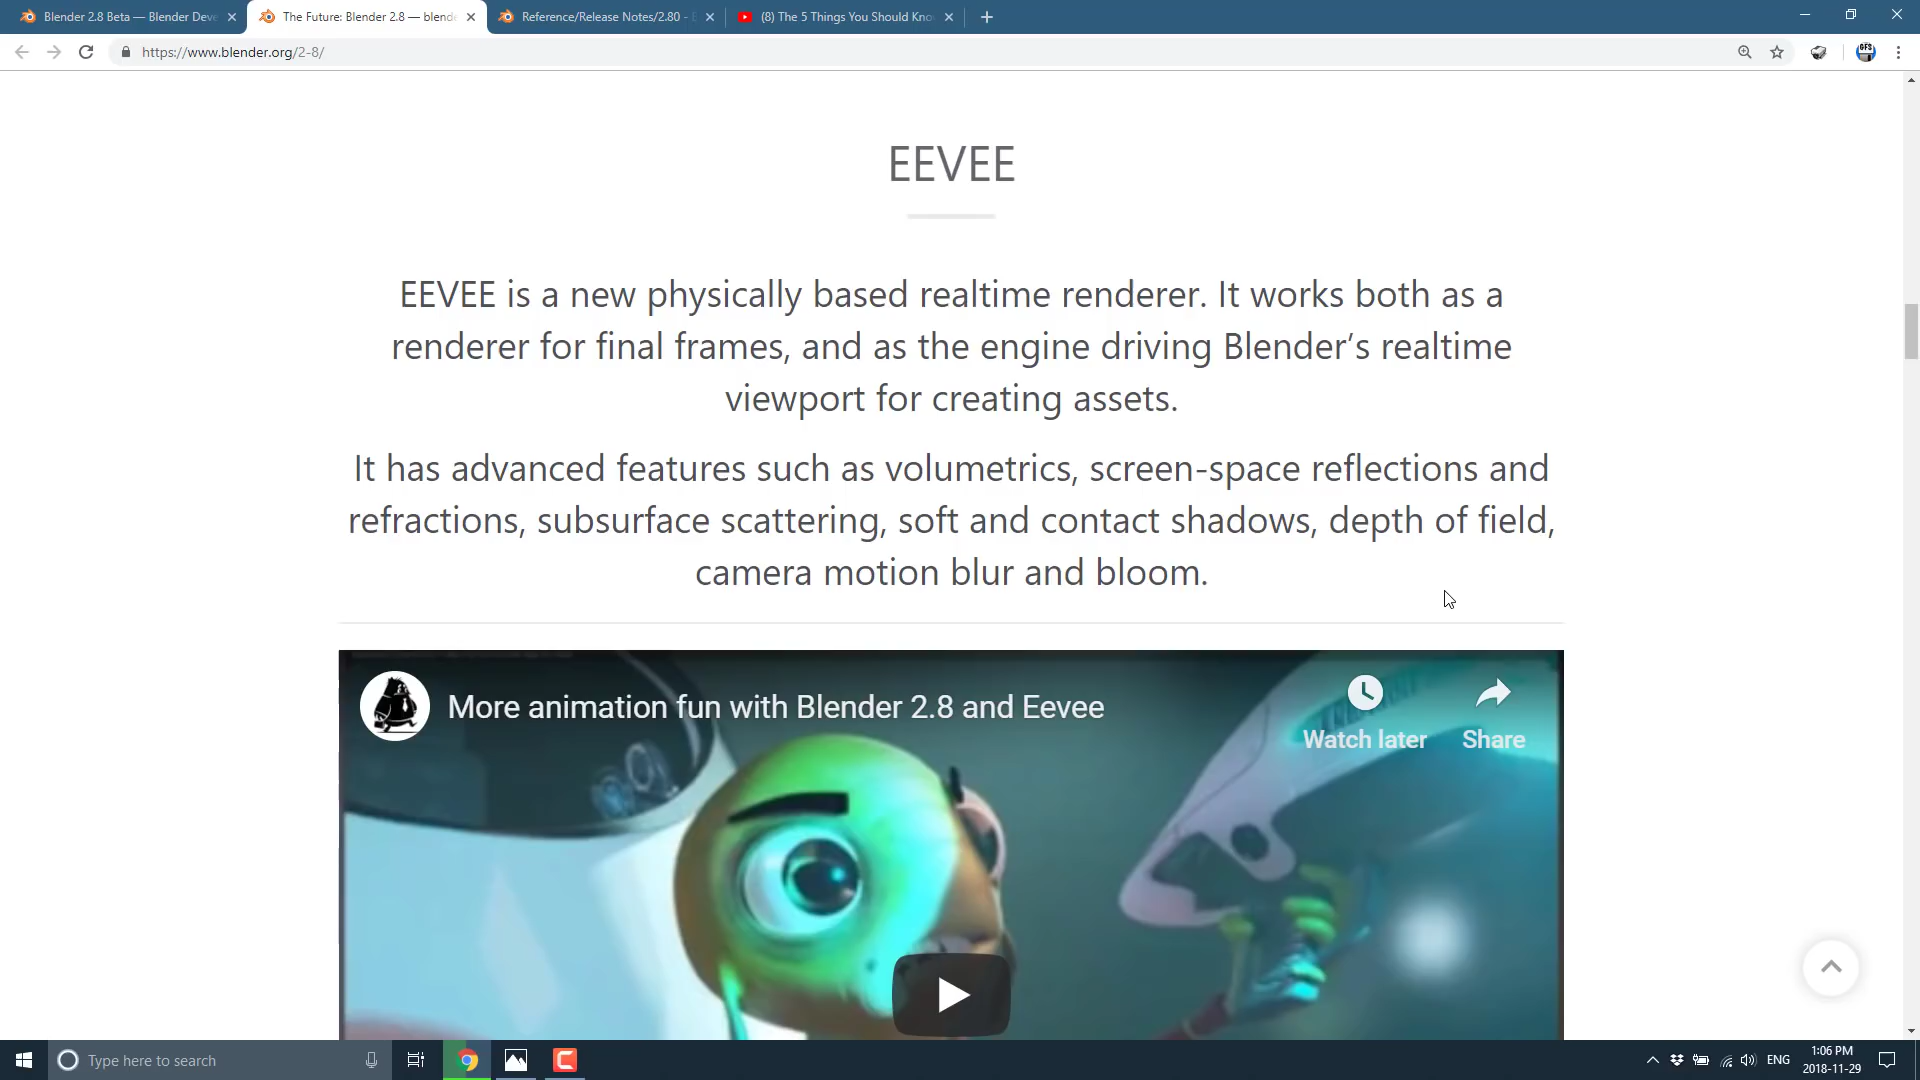 Blender 2.8 Beta — Blender Deve
The Future: Blender 2.8 — blende
Reference/Release Notes/2.80 - B
(8) The 5 Things You Should Kno
https://www.blender.org/2-8/
GFS
EEVEE
EEVEE is a new physically based realtime renderer. It works both as a
renderer for final frames, and as the engine driving Blender’s realtime
viewport for creating assets.
It has advanced features such as volumetrics, screen-space reflections and
refractions, subsurface scattering, soft and contact shadows, depth of field,
camera motion blur and bloom.
More animation fun with Blender 2.8 and Eevee
Watch later
Share
Type here to search
ENG
1:06 PM
2018-11-29